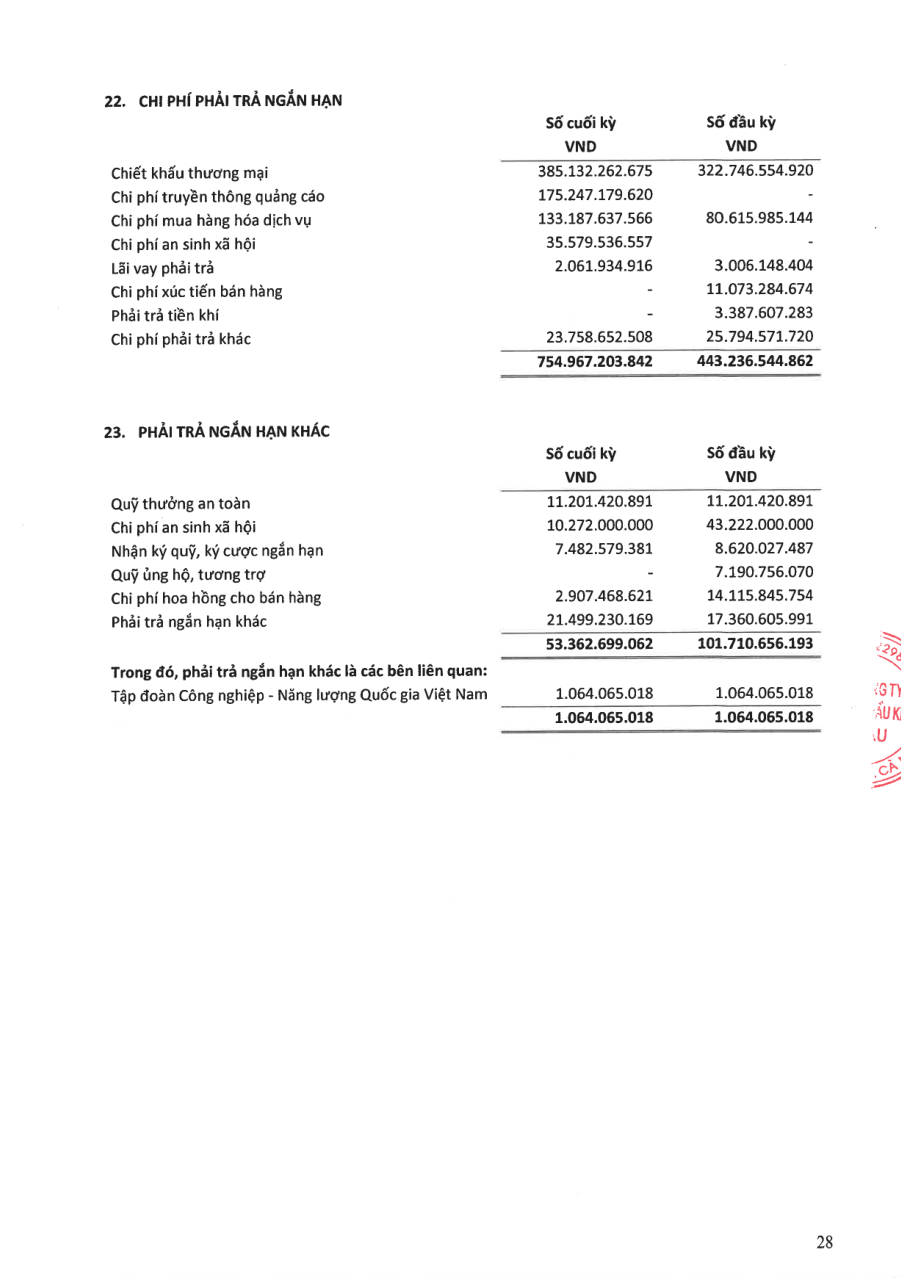 22. CHI PHÍ PHẢI TRẢ NGẮN HẠN
Số cuối kỳ Số đầu kỳ
VND VND
Chiết khấu thương mại 385.132.262.675 322.746.554.920
Chi phí truyền thông quảng cáo 175.247.179.620 -
Chi phí mua hàng hóa dịch vụ 133.187.637.566 80.615.985.144
Chi phí an sinh xã hội 35.579.536.557 -
Lãi vay phải trả 2.061.934.916 3.006.148.404
Chi phí xúc tiến bán hàng - 11.073.284.674
Phải trả tiền khí - 3.387.607.283
Chi phí phải trả khác 23.758.652.508 25.794.571.720
754.967.203.842 443.236.544.862
23. PHẢI TRẢ NGẮN HẠN KHÁC
Số cuối kỳ Số đầu kỳ
VND VND
Quỹ thưởng an toàn 11.201.420.891 11.201.420.891
Chi phí an sinh xã hội 10.272.000.000 43.222.000.000
Nhận ký quỹ, ký cược ngắn hạn 7.482.579.381 8.620.027.487
Quỹ ủng hộ, tương trợ - 7.190.756.070
Chi phí hoa hồng cho bán hàng 2.907.468.621 14.115.845.754
Phải trả ngắn hạn khác 21.499.230.169 17.360.605.991
53.362.699.062 101.710.656.193
Trong đó, phải trả ngắn hạn khác là các bên liên quan:
Tập đoàn Công nghiệp - Năng lượng Quốc gia Việt Nam 1.064.065.018 1.064.065.018
1.064.065.018 1.064.065.018
28